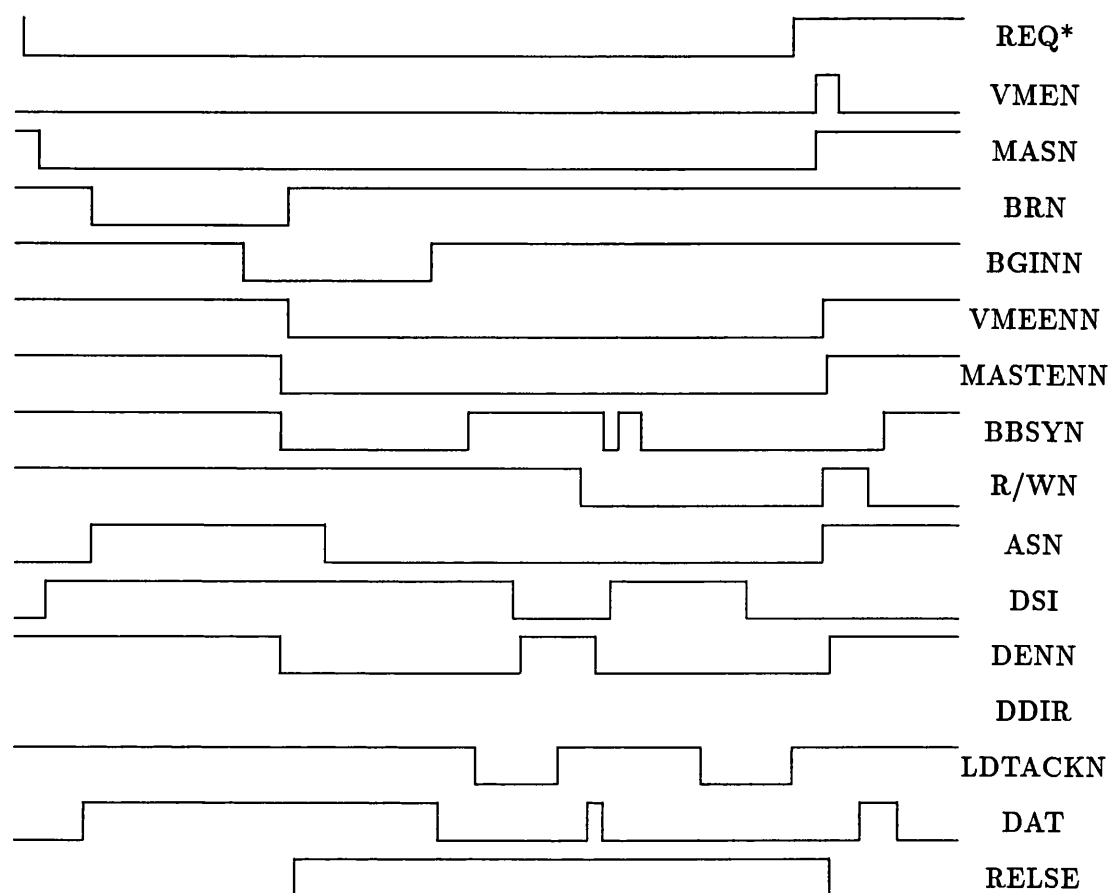 REQ*
VMEN
MASN
BRN
BGINN
VMEENN
MASTENN
BBSYN
R/WN
ASN
DSI
DENN
DDIR
LDTACKN
DAT
RELSE